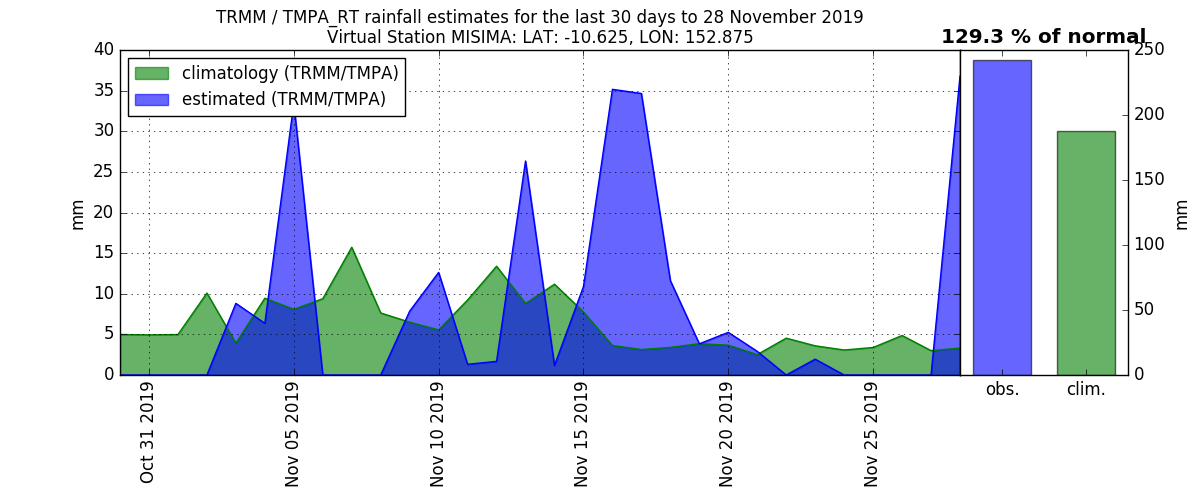 TRMM / TMPA_RT rainfall estimates for the last 30 days to 28 November 2019
Virtual Station MISIMA: LAT: -10.625, LON: 152.875
129.3 % of normal
climatology (TRMM/TMPA)
estimated (TRMM/TMPA)
40
35
30
25
20
15
10
5
0
mm
250
200
150
100
50
0
mm
Oct 31 2019
Nov 05 2019
Nov 10 2019
Nov 15 2019
Nov 20 2019
Nov 25 2019
obs.
clim.